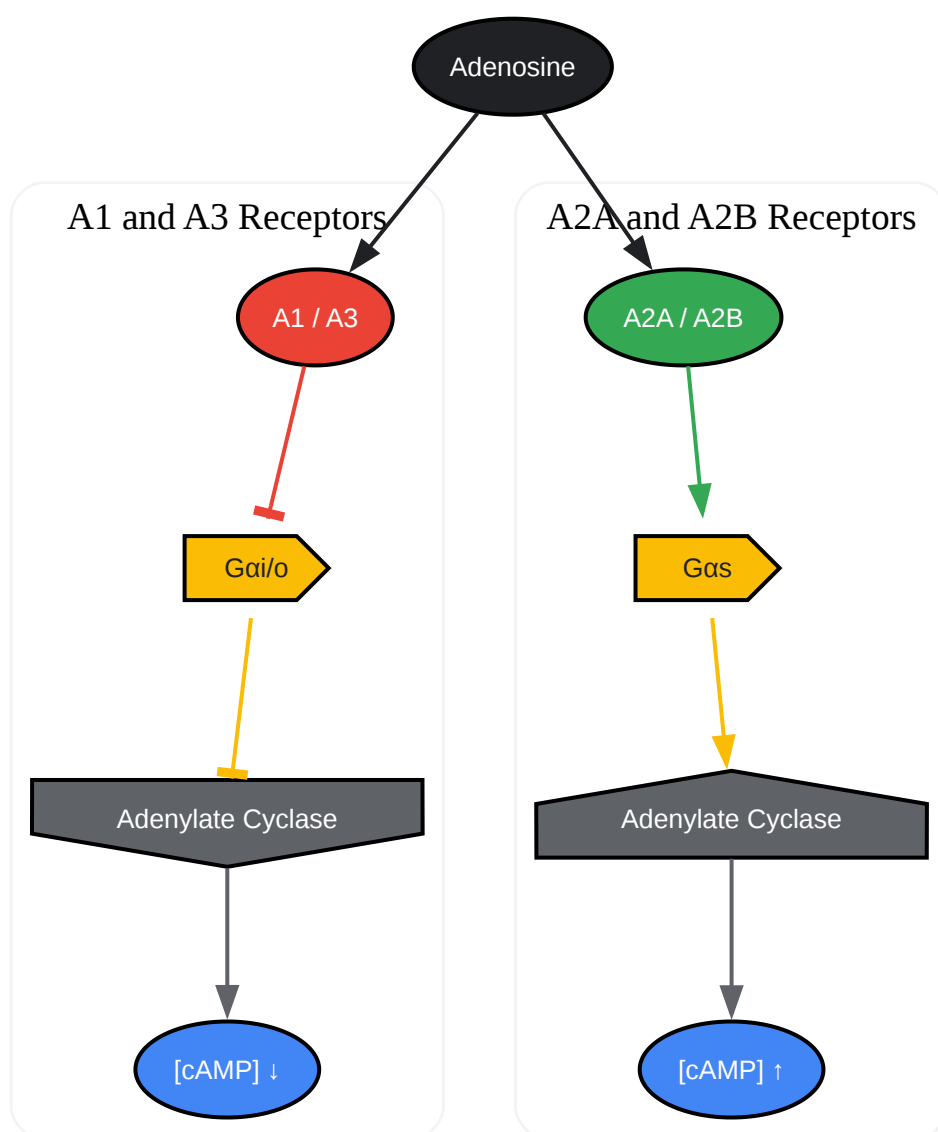 Adenosine
A1 and A3 Receptors
A1 / A3
Gαi/o
Adenylate Cyclase
[cAMP] ↓
A2A and A2B Receptors
A2A / A2B
Gαs
Adenylate Cyclase
[cAMP] ↑